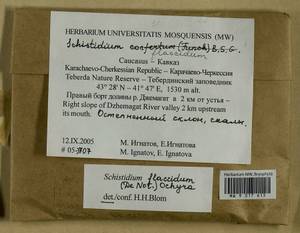 HERBARIUM UNIVERSITATIS MOSQUENSIS (MW)
Schistidium confertum (Funck) B.S.G.
flaccidum
Caucasus – Кавказ
Karachaevo-Cherkessian Republic – Карачаево-Черкессия
Teberda Nature Reserve – Тебердинский заповедник
43° 28' N – 41° 47' E, 1530 m alt.
Правый борт долины р. Джемагат в 2 км от устья –
Right slope of Dzhemagat River valley 2 km upstream
its mouth. Остепненный склон, скалы.
12.IX.2005
# 05-3707
М. Игнатов, Е.Игнатова
M. Ignatov, E. Ignatova
Schistidium flaccidum
(De Not.) Ochyra
det./conf. H.H.Blom